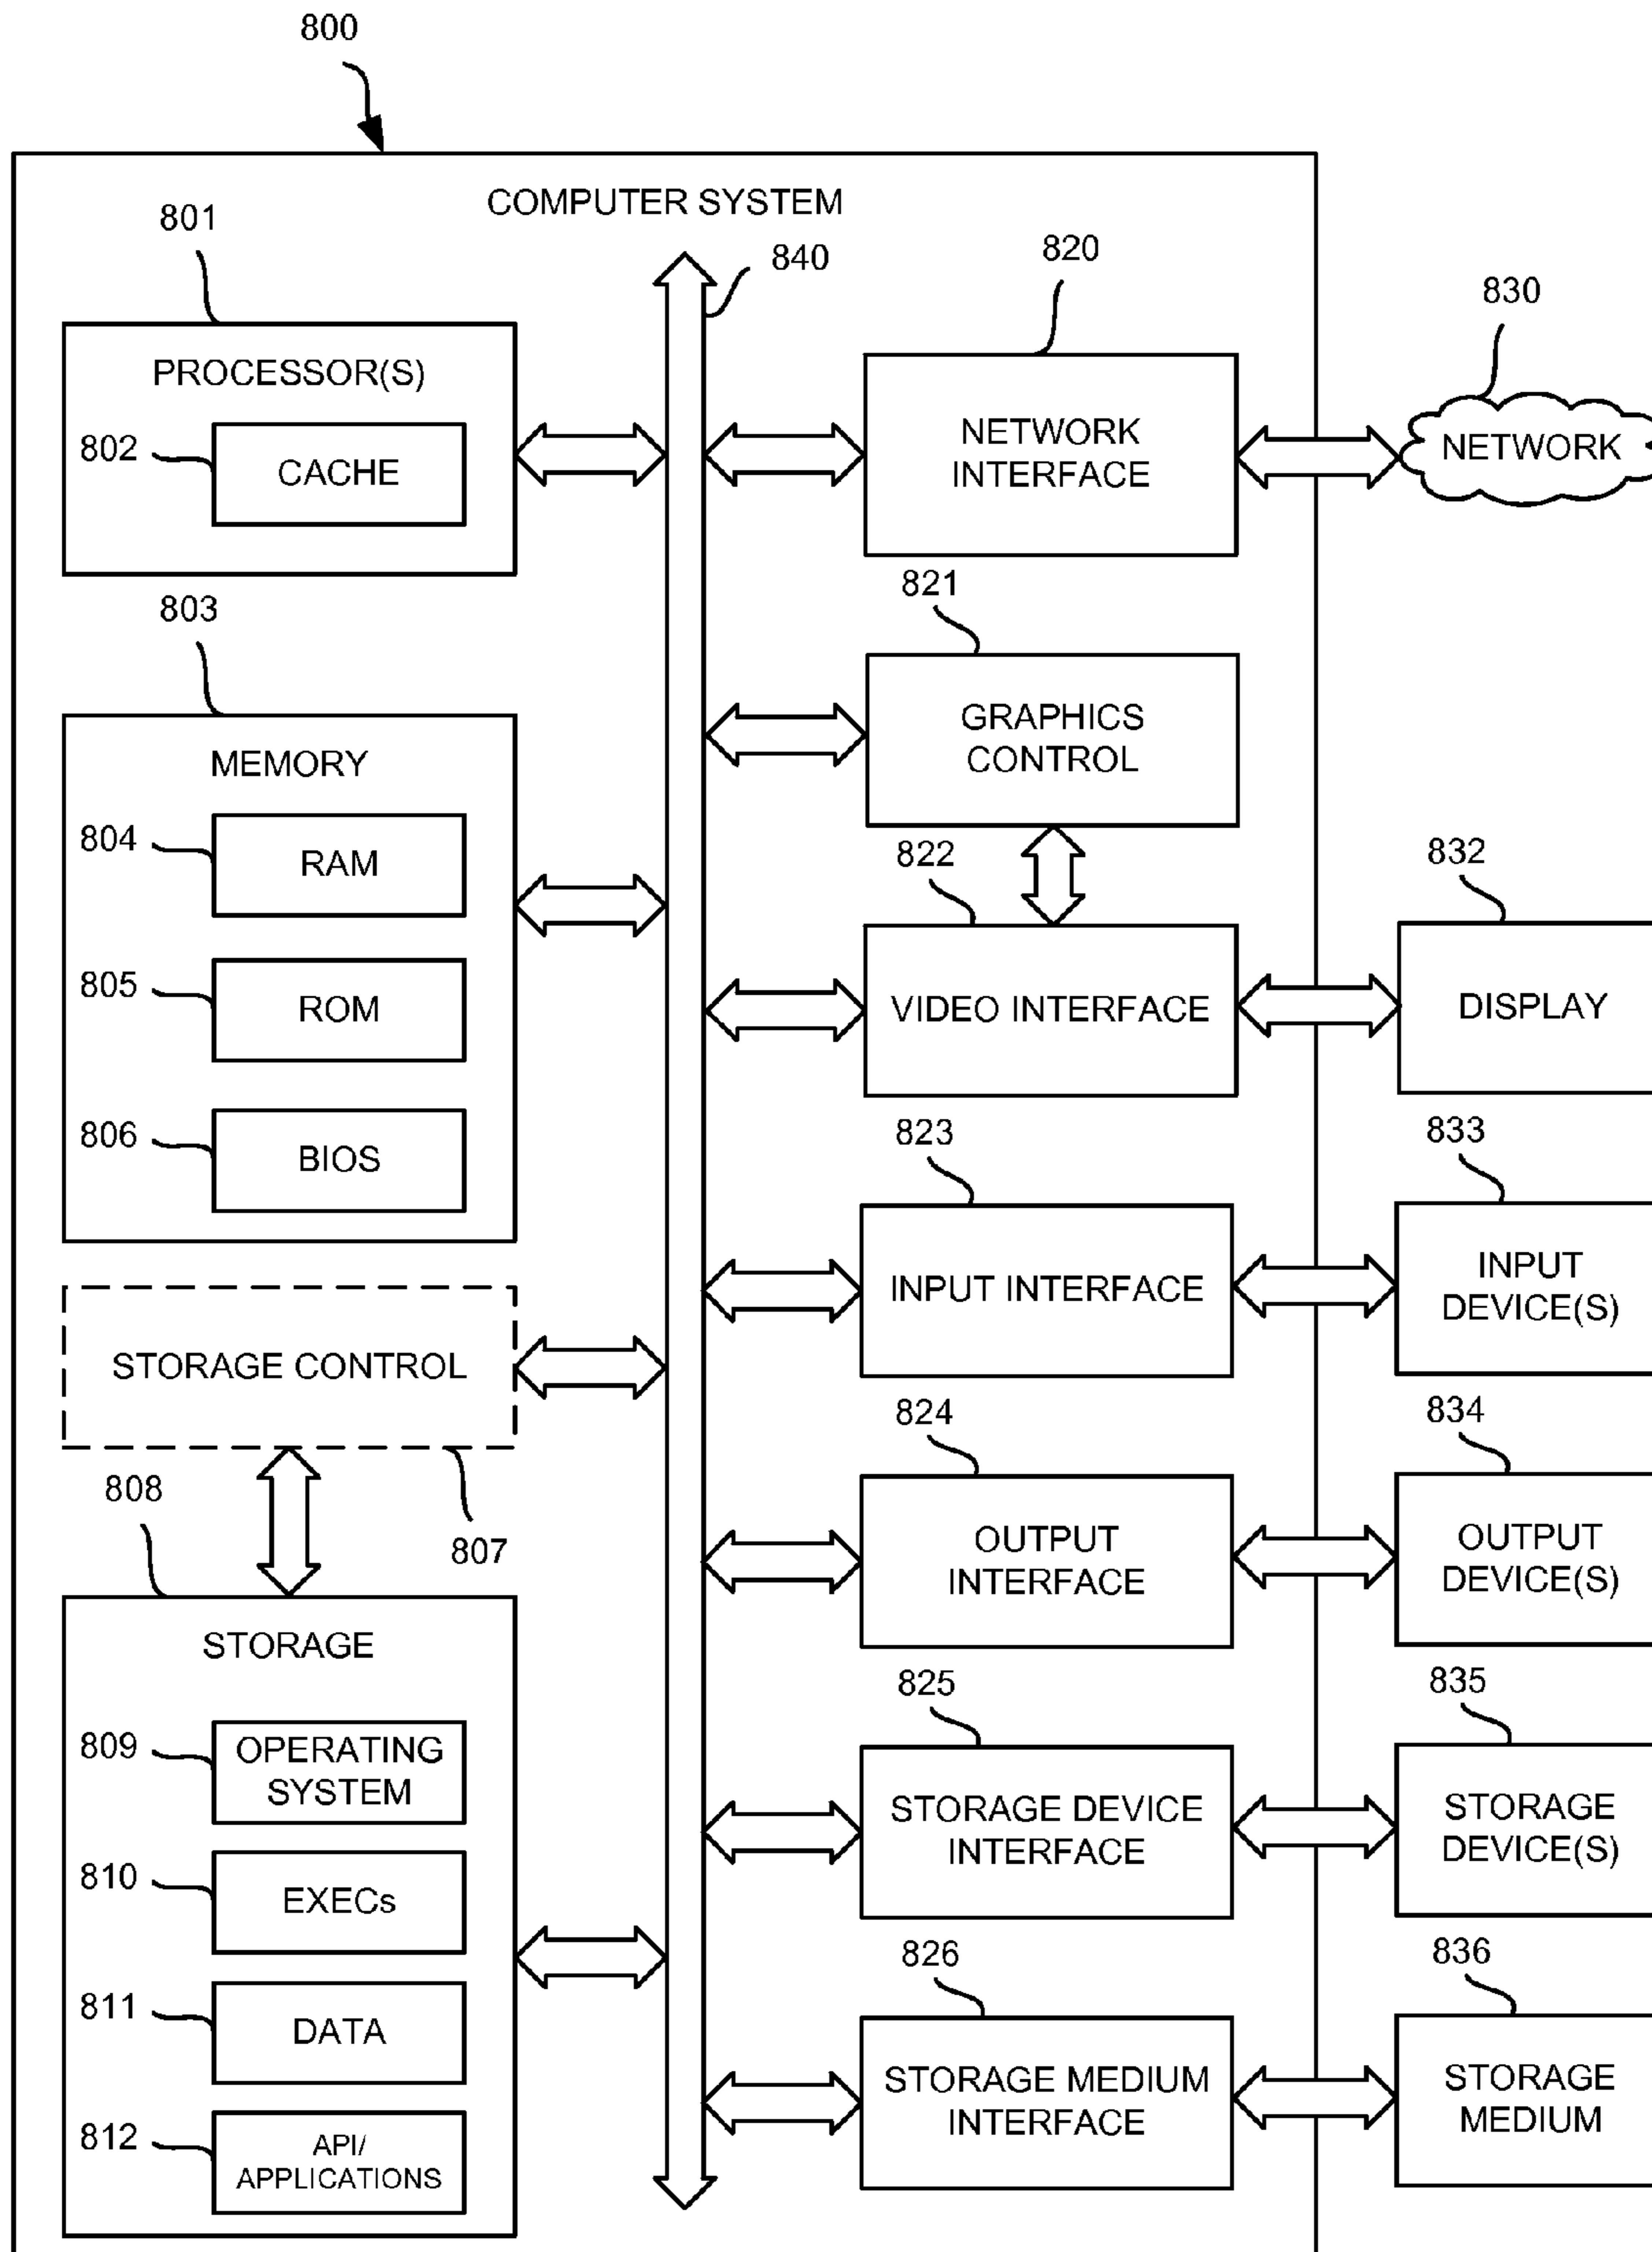 800
COMPUTER SYSTEM
801
840
820
830
PROCESSOR(S)
802
CACHE
NETWORK
INTERFACE
NETWORK
803
821
MEMORY
GRAPHICS
CONTROL
804
RAM
822
832
805
ROM
VIDEO INTERFACE
DISPLAY
806
BIOS
823
833
INPUT INTERFACE
INPUT
DEVICE(S)
STORAGE CONTROL
807
824
834
808
OUTPUT
INTERFACE
OUTPUT
DEVICE(S)
STORAGE
825
835
809
OPERATING
SYSTEM
STORAGE DEVICE
INTERFACE
STORAGE
DEVICE(S)
810
EXECs
826
836
811
DATA
STORAGE MEDIUM
INTERFACE
STORAGE
MEDIUM
812
API/
APPLICATIONS